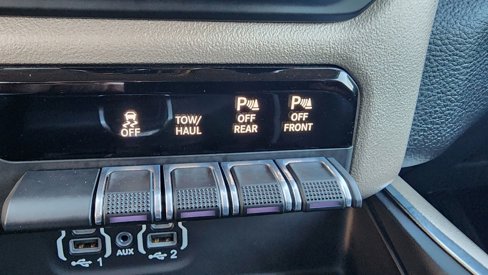 OFF
TOW/
HAUL
P
OFF
REAR
P
OFF
FRONT
1
AUX
2